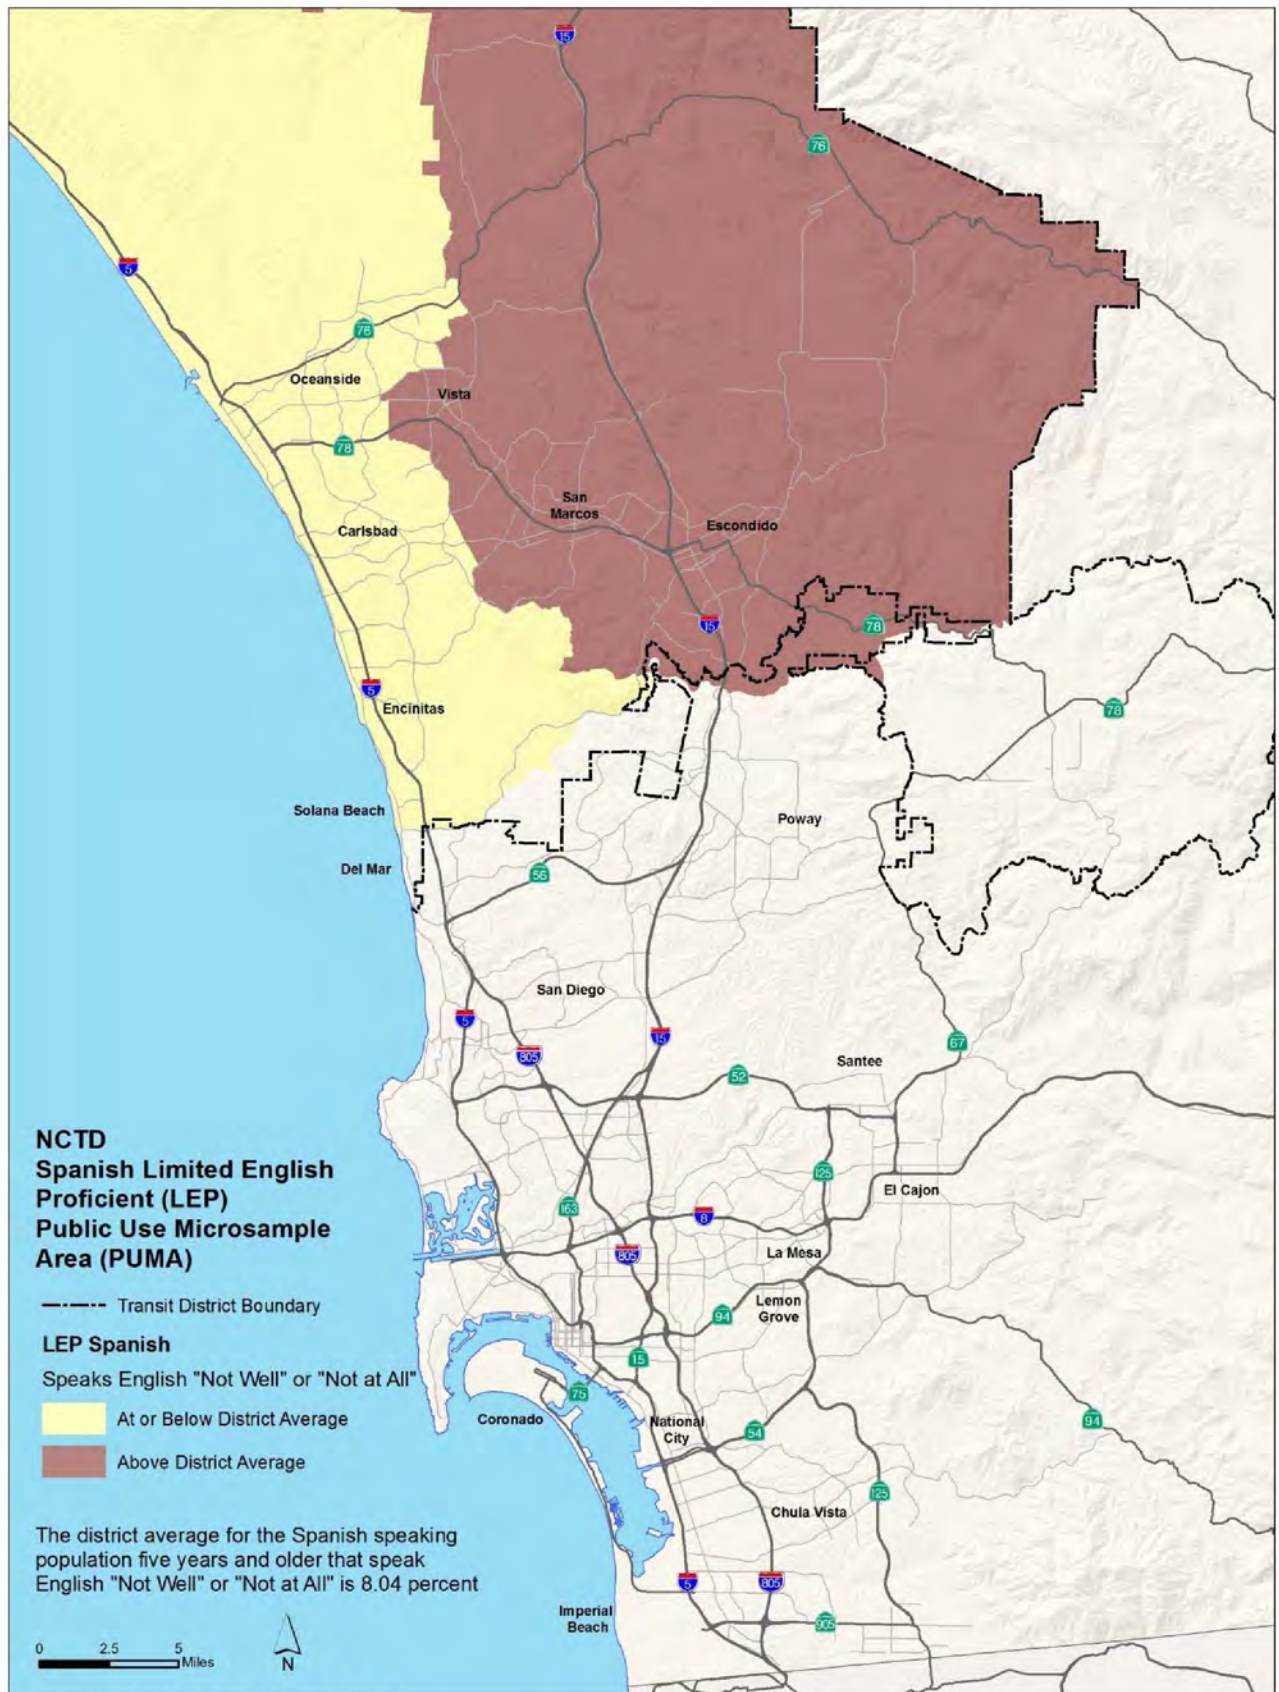 15
76
5
76
Oceanside
Vista
78
San
Marcos
Escondido
Carlsbad
15
78
5
Encinitas
78
Solana Beach
Poway
Del Mar
56
San Diego
5
15
805
67
Santee
52
NCTD
Spanish Limited English
Proficient (LEP)
Public Use Microsample
Area (PUMA)
125
El Cajon
163
8
805
La Mesa
Transit District Boundary
Lemon
Grove
94
LEP Spanish
15
Speaks English "Not Well" or "Not at All"
75
At or Below District Average
Coronado
National
City
54
94
Above District Average
125
Chula Vista
The district average for the Spanish speaking
population five years and older that speak
English "Not Well" or "Not at All" is 8.04 percent
5
805
Imperial
Beach
905
0 2.5 5
Miles
N